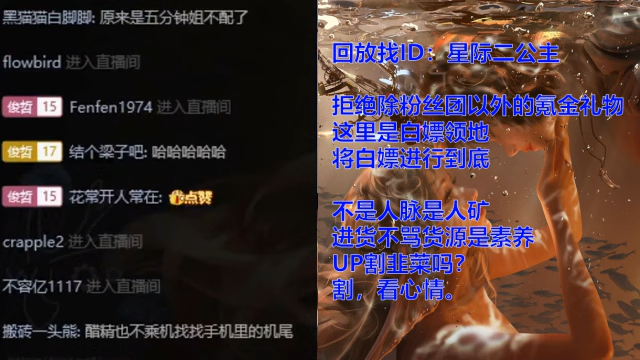 黑猫猫白脚脚: 原来是五分钟姐不配了
flowbird 进入直播间
俊哲 15 Fenfen1974 进入直播间
俊哲 17 结个梁子吧: 哈哈哈哈哈
俊哲 15 花常开人常在: 点赞
crapple2 进入直播间
不容亿1117 进入直播间
搬砖一头熊: 醋精也不乘机找找手机里的机尾
回放找ID：星际二公主
拒绝除粉丝团以外的氪金礼物
这里是白嫖领地
将白嫖进行到底
不是人脉是人矿
进货不骂货源是素养
UP割韭菜吗？
割，看心情。